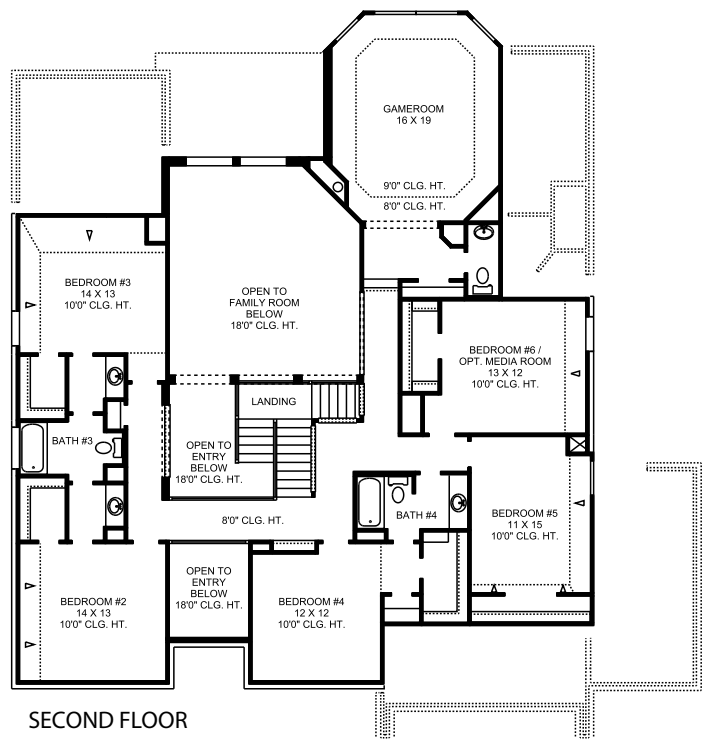 GAMEROOM
16 X 19
9'0" CLG. HT.
8'0" CLG. HT.
BEDROOM #3
14 X 13
10'0" CLG. HT.
OPEN TO
FAMILY ROOM
BELOW
18'0" CLG. HT.
BEDROOM #6 /
OPT. MEDIA ROOM
13 X 12
10'0" CLG. HT.
LANDING
BATH #3
OPEN TO
ENTRY
BELOW
18'0" CLG. HT.
8'0" CLG. HT.
BATH #4
BEDROOM #5
11 X 15
10'0" CLG. HT.
BEDROOM #2
14 X 13
10'0" CLG. HT.
OPEN TO
ENTRY
BELOW
18'0" CLG. HT.
BEDROOM #4
12 X 12
10'0" CLG. HT.
SECOND FLOOR